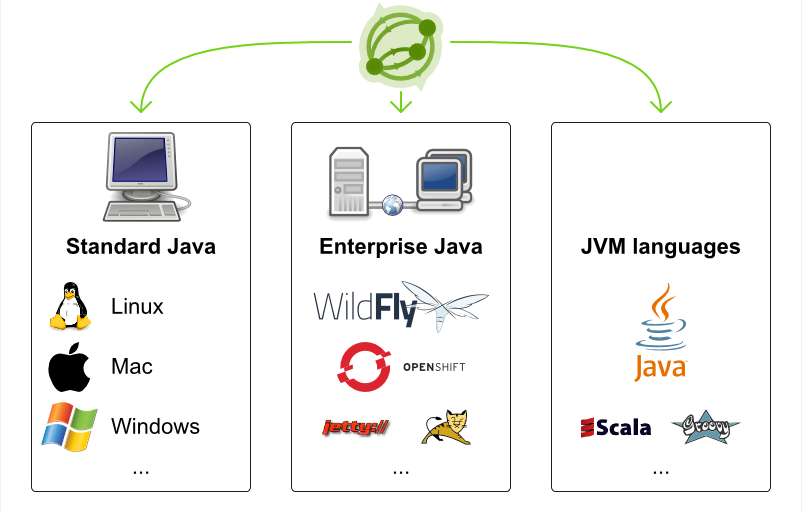 Standard Java
Linux
Mac
Windows
...
Enterprise Java
WildFly
OPENSHIFT
jetty://
...
JVM languages
Java
Scala
Groovy
...